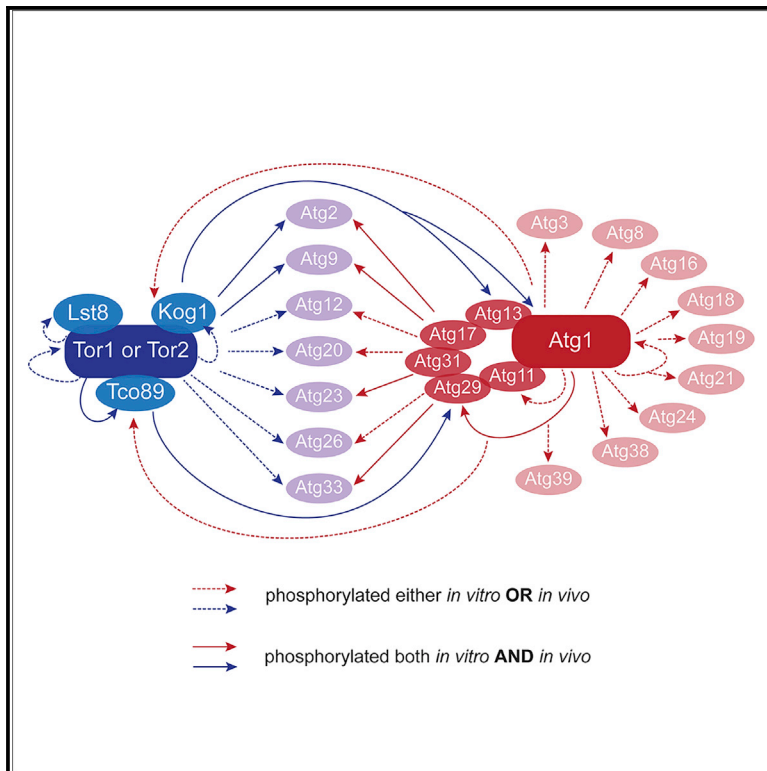 Atg2
Atg3
Atg8
Atg9
Atg16
Lst8
Kog1
Atg12
Atg13
Atg18
Tor1 or Tor2
Atg20
Atg17
Atg1
Atg19
Atg31
Tco89
Atg23
Atg29
Atg11
Atg21
Atg26
Atg24
Atg33
Atg38
Atg39
phosphorylated either in vitro OR in vivo
phosphorylated both in vitro AND in vivo